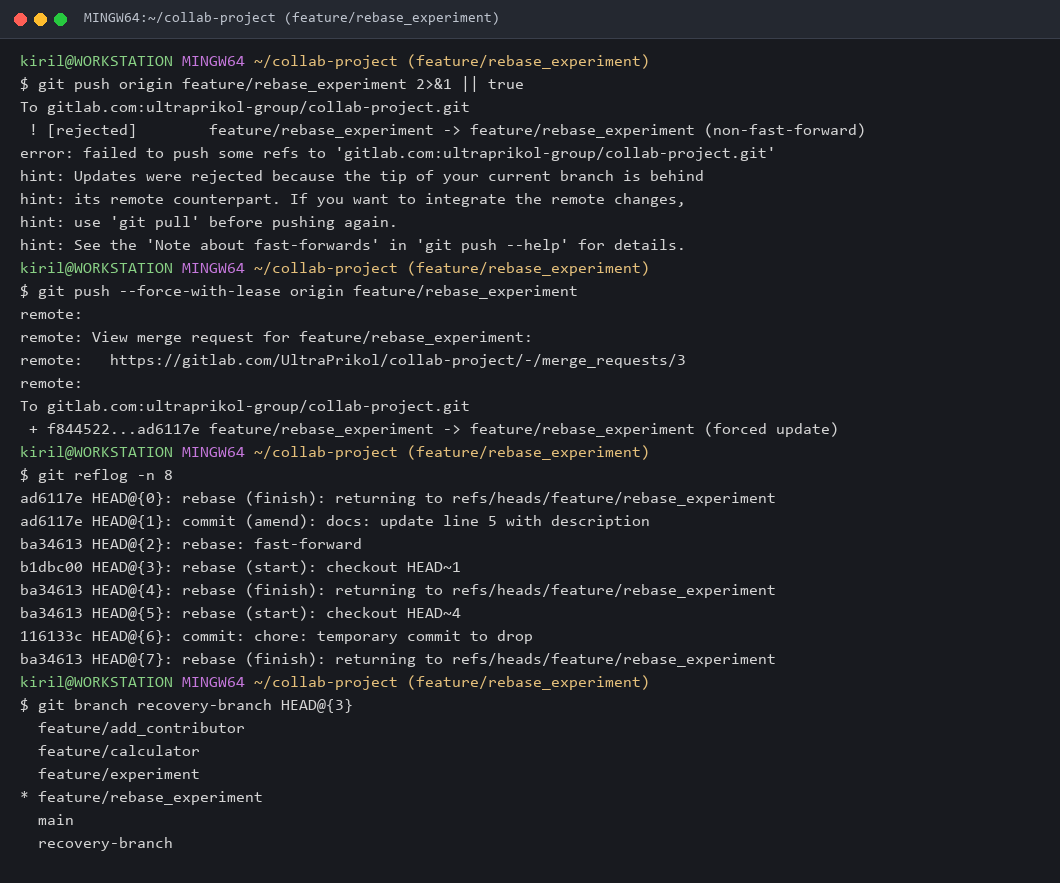 MINGW64:~/collab-project (feature/rebase_experiment)
kiril@WORKSTATION MINGW64 ~/collab-project (feature/rebase_experiment)
$ git push origin feature/rebase_experiment 2>&1 || true
To gitlab.com:ultraprikol-group/collab-project.git
 ! [rejected]        feature/rebase_experiment -> feature/rebase_experiment (non-fast-forward)
error: failed to push some refs to 'gitlab.com:ultraprikol-group/collab-project.git'
hint: Updates were rejected because the tip of your current branch is behind
hint: its remote counterpart. If you want to integrate the remote changes,
hint: use 'git pull' before pushing again.
hint: See the 'Note about fast-forwards' in 'git push --help' for details.
kiril@WORKSTATION MINGW64 ~/collab-project (feature/rebase_experiment)
$ git push --force-with-lease origin feature/rebase_experiment
remote:
remote: View merge request for feature/rebase_experiment:
remote:   https://gitlab.com/UltraPrikol/collab-project/-/merge_requests/3
remote:
To gitlab.com:ultraprikol-group/collab-project.git
 + f844522...ad6117e feature/rebase_experiment -> feature/rebase_experiment (forced update)
kiril@WORKSTATION MINGW64 ~/collab-project (feature/rebase_experiment)
$ git reflog -n 8
ad6117e HEAD@{0}: rebase (finish): returning to refs/heads/feature/rebase_experiment
ad6117e HEAD@{1}: commit (amend): docs: update line 5 with description
ba34613 HEAD@{2}: rebase: fast-forward
b1dbc00 HEAD@{3}: rebase (start): checkout HEAD~1
ba34613 HEAD@{4}: rebase (finish): returning to refs/heads/feature/rebase_experiment
ba34613 HEAD@{5}: rebase (start): checkout HEAD~4
116133c HEAD@{6}: commit: chore: temporary commit to drop
ba34613 HEAD@{7}: rebase (finish): returning to refs/heads/feature/rebase_experiment
kiril@WORKSTATION MINGW64 ~/collab-project (feature/rebase_experiment)
$ git branch recovery-branch HEAD@{3}
  feature/add_contributor
  feature/calculator
  feature/experiment
* feature/rebase_experiment
  main
  recovery-branch